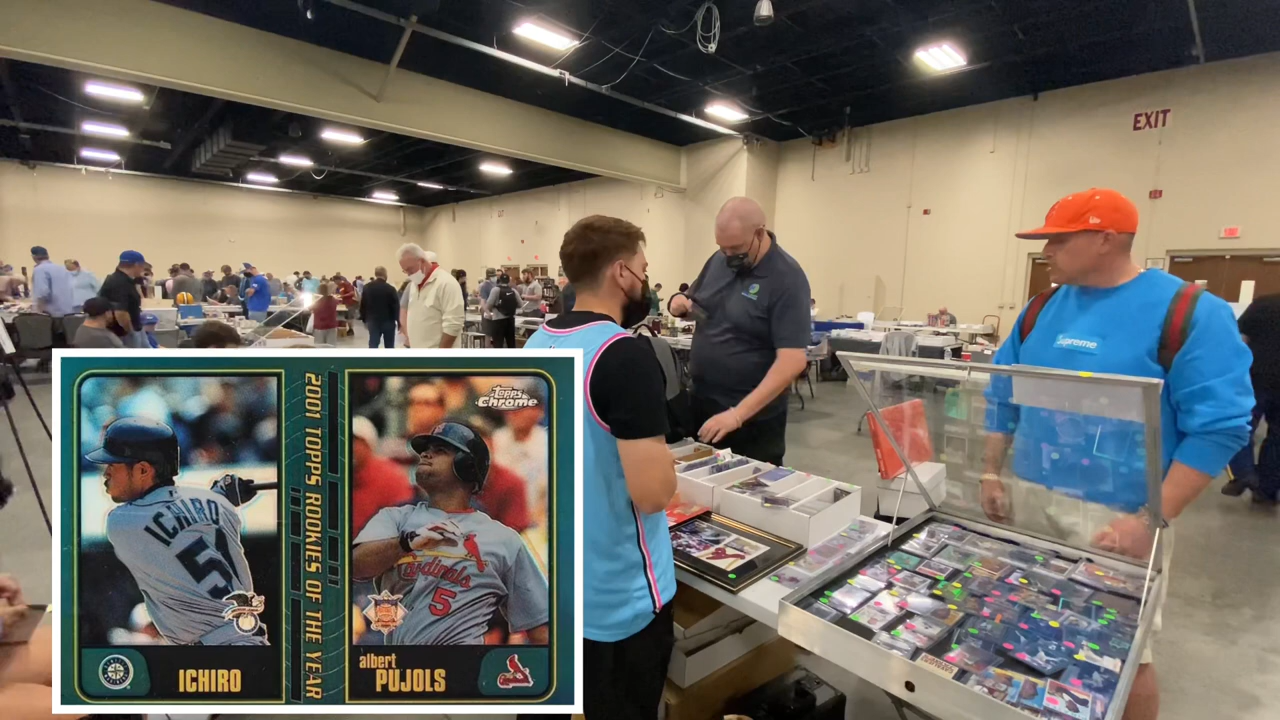 EXIT
Supreme
2001 TOPPS ROOKIES OF THE YEAR
ICHIRO
51
ICHIRO
Topps
Chrome
Cardinals
5
albert
PUJOLS